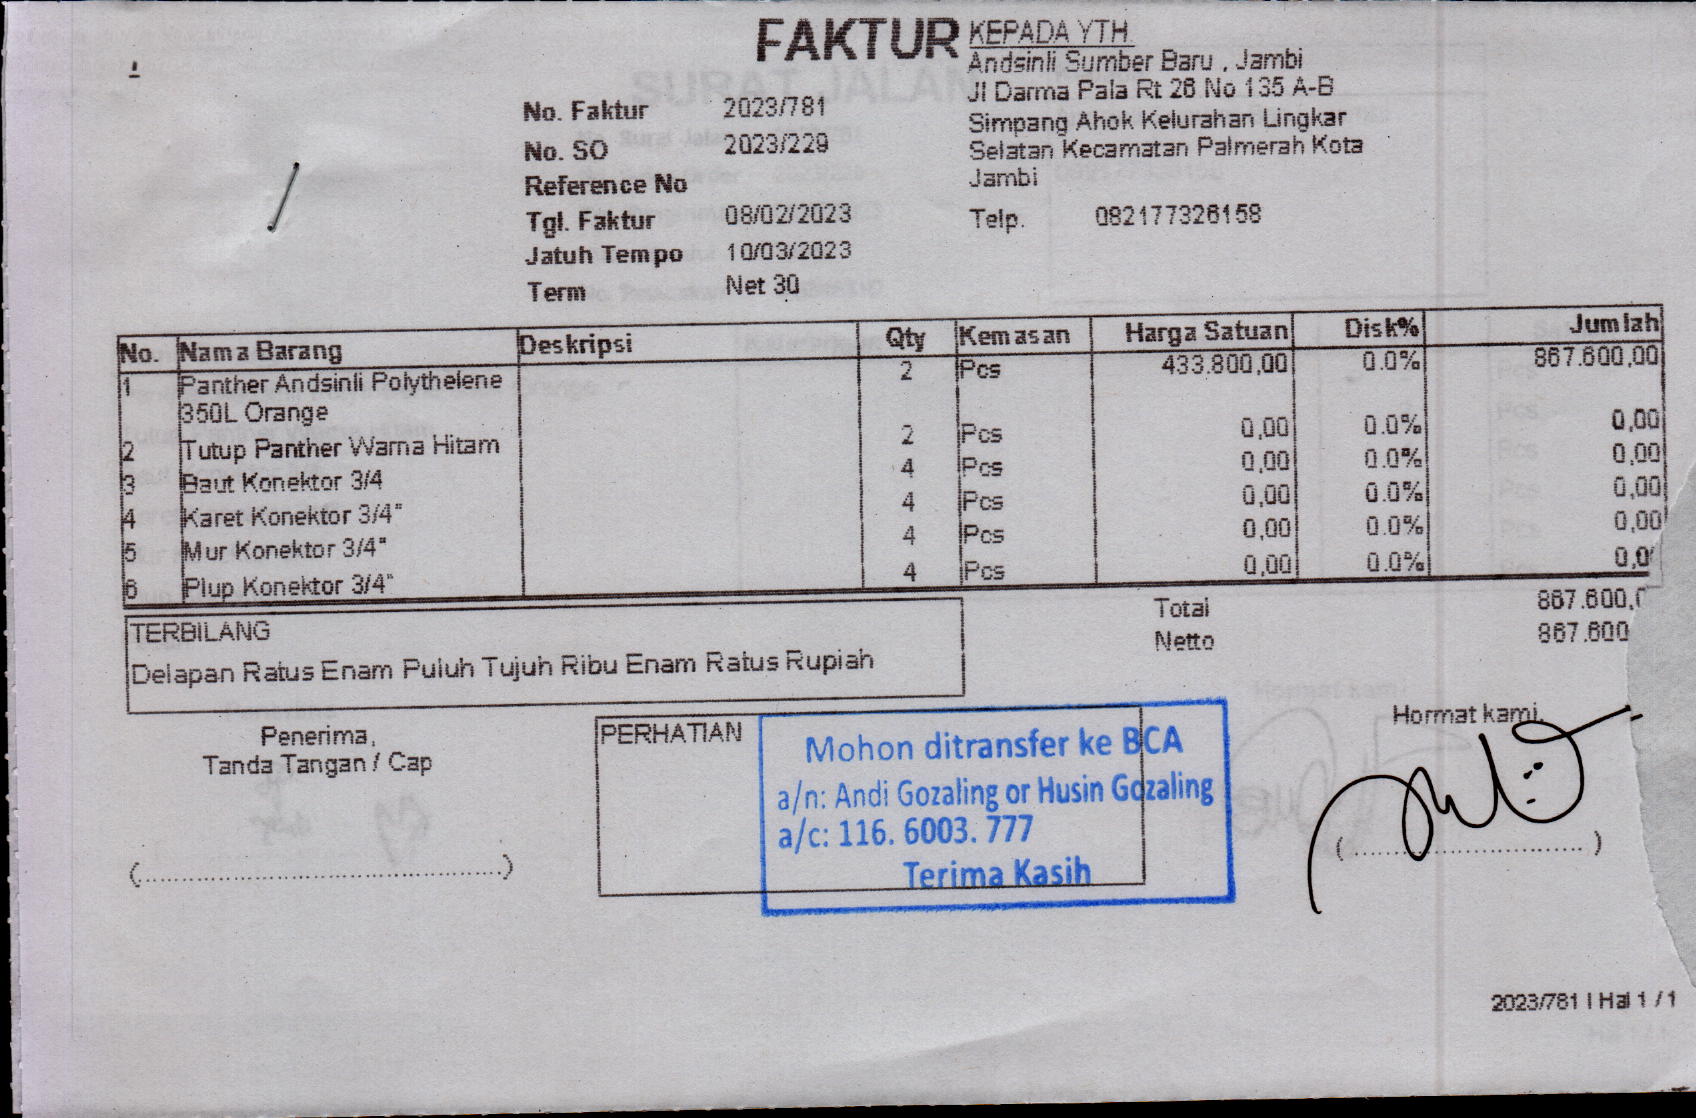 FAKTUR
KEPADA YTH.
Andsinli Sumber Baru , Jambi
Jl Darma Pala Rt 28 No 135 A-B
Simpang Ahok Kelurahan Lingkar
Selatan Kecamatan Palmerah Kota
Jambi
Telp. 082177326158
No. Faktur 2023/781
No. SO 2023/229
Reference No
Tgl. Faktur 08/02/2023
Jatuh Tempo 10/03/2023
Term Net 30
No. Nama Barang Deskripsi Qty Kemasan Harga Satuan Disk% Jumlah
1 Panther Andsinli Polythelene 2 Pcs 433.800,00 0.0% 867.600,00
350L Orange
2 Tutup Panther Warna Hitam 2 Pcs 0,00 0.0% 0,00
3 Baut Konektor 3/4 4 Pcs 0,00 0.0% 0,00
4 Karet Konektor 3/4" 4 Pcs 0,00 0.0% 0,00
5 Mur Konektor 3/4" 4 Pcs 0,00 0.0% 0,00
6 Plup Konektor 3/4" 4 Pcs 0,00 0.0% 0,0
Total 867.600,
Netto 867.600
TERBILANG
Delapan Ratus Enam Puluh Tujuh Ribu Enam Ratus Rupiah
Penerima,
Tanda Tangan / Cap
(....................................................)
PERHATIAN
Mohon ditransfer ke BCA
a/n: Andi Gozaling or Husin Gozaling
a/c: 116. 6003. 777
Terima Kasih
Hormat kami,
(.................................)
2023/781 | Hal 1 / 1
SURAT JALAN